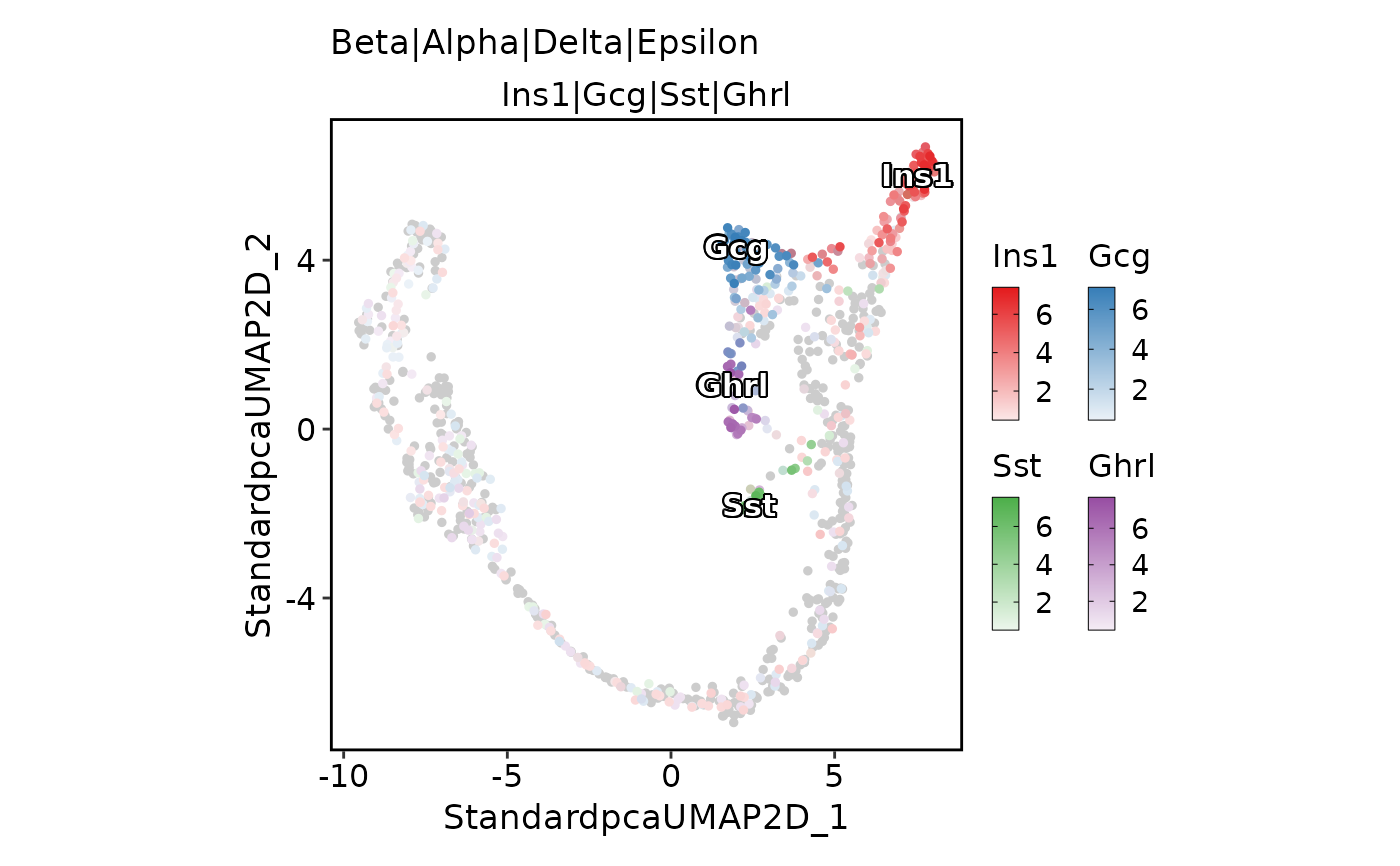 Beta|Alpha|Delta|Epsilon
Ins1|Gcg|Sst|Ghrl
StandardpcaUMAP2D_2
4
0
-4
Ins1
Gcg
Ghrl
Sst
-10 -5 0 5
StandardpcaUMAP2D_1
Ins1 Gcg
6 6
4 4
2 2
Sst Ghrl
6 6
4 4
2 2